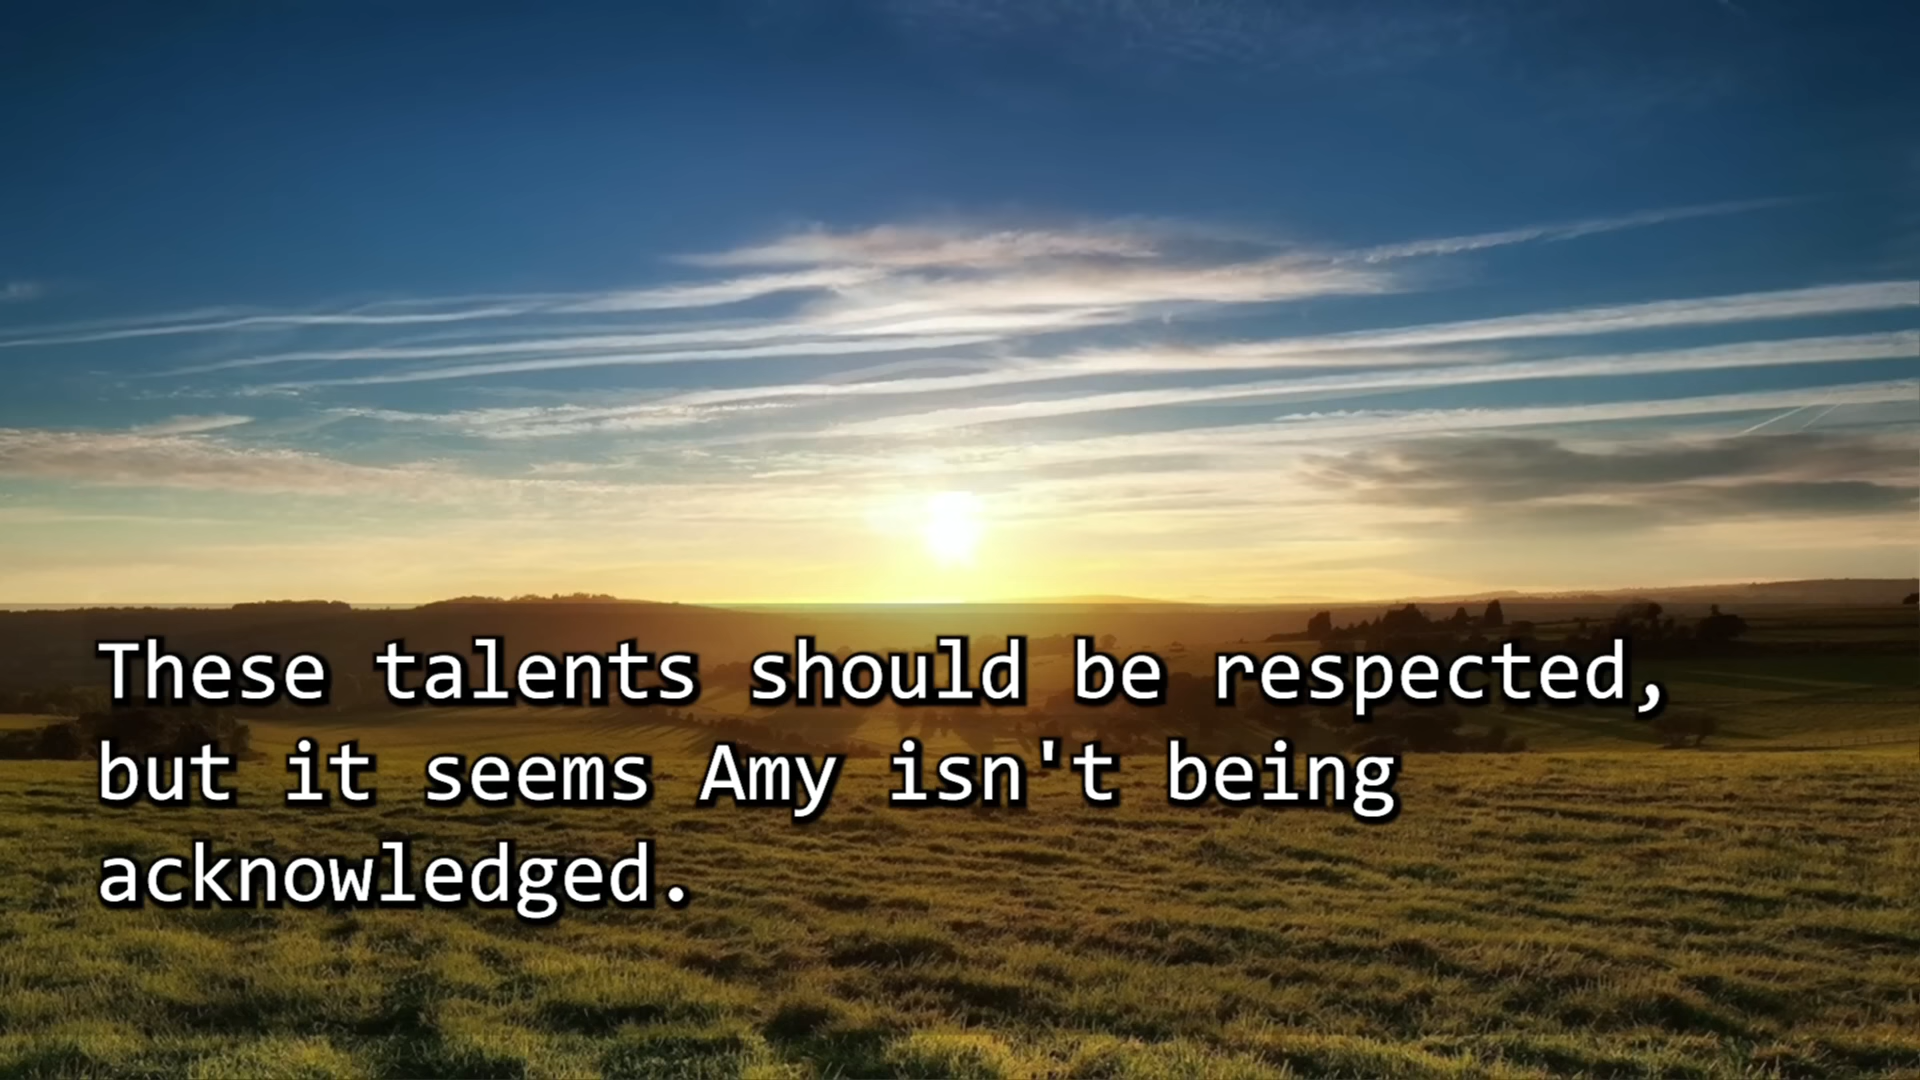 These talents should be respected,
but it seems Amy isn't being
acknowledged.